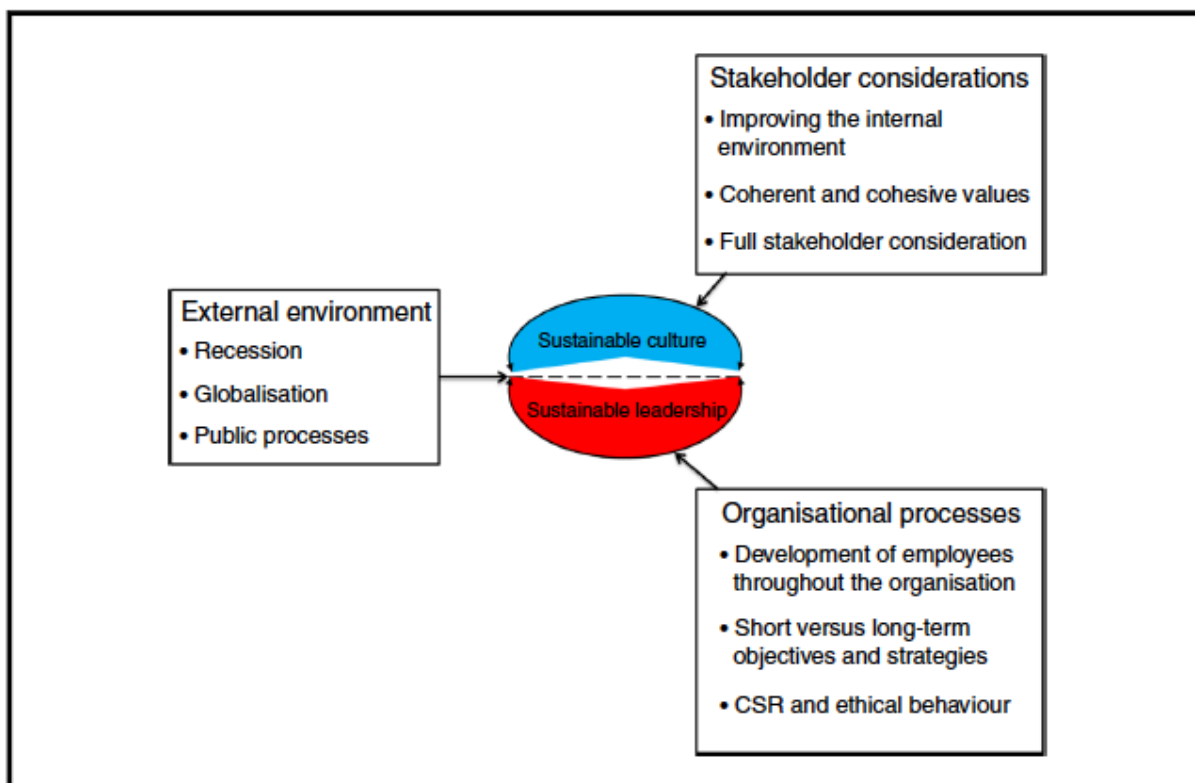 Stakeholder considerations
• Improving the internal
environment
• Coherent and cohesive values
• Full stakeholder consideration
External environment
• Recession
• Globalisation
• Public processes
Sustainable culture
Sustainable leadership
Organisational processes
• Development of employees
throughout the organisation
• Short versus long-term
objectives and strategies
• CSR and ethical behaviour